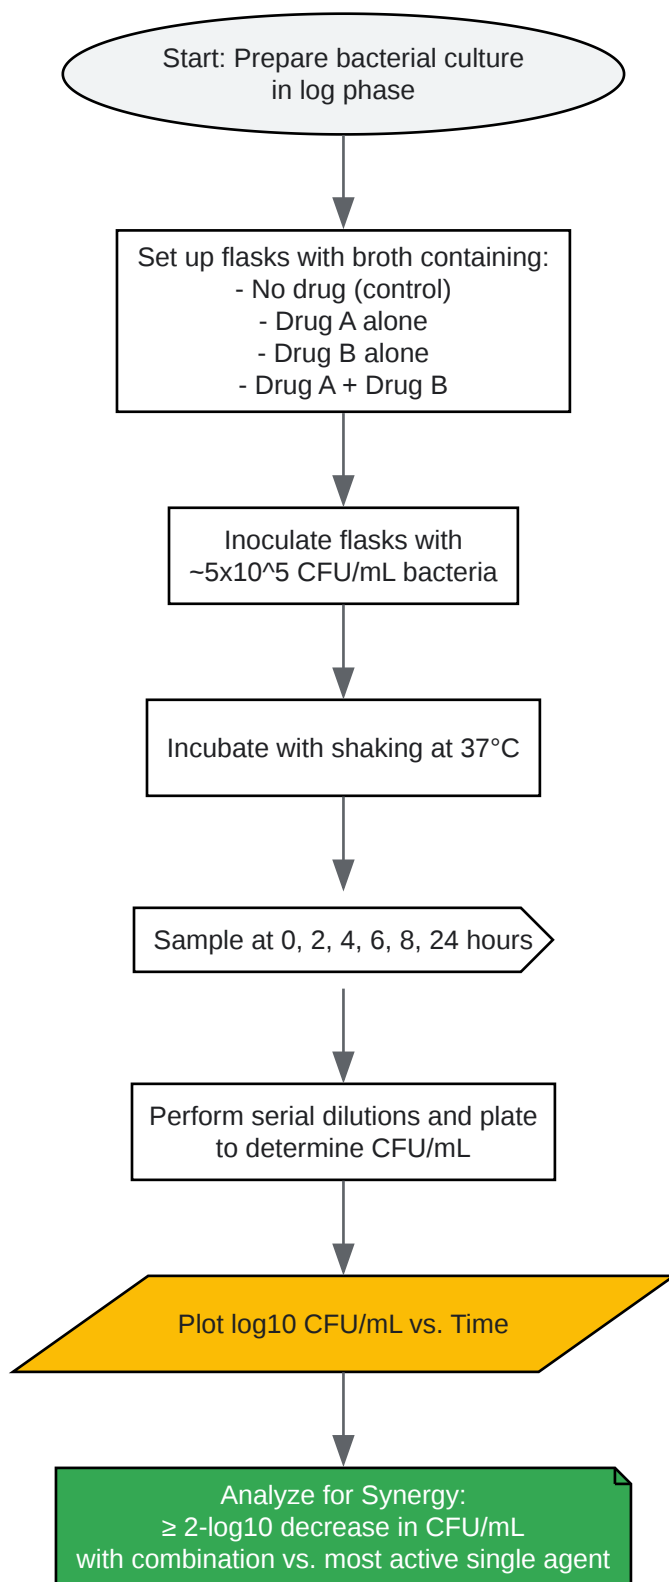 Start: Prepare bacterial culture
in log phase
Set up flasks with broth containing:
- No drug (control)
- Drug A alone
- Drug B alone
- Drug A + Drug B
Inoculate flasks with
~5x10^5 CFU/mL bacteria
Incubate with shaking at 37°C
Sample at 0, 2, 4, 6, 8, 24 hours
Perform serial dilutions and plate
to determine CFU/mL
Plot log10 CFU/mL vs. Time
Analyze for Synergy:
≥ 2-log10 decrease in CFU/mL
with combination vs. most active single agent